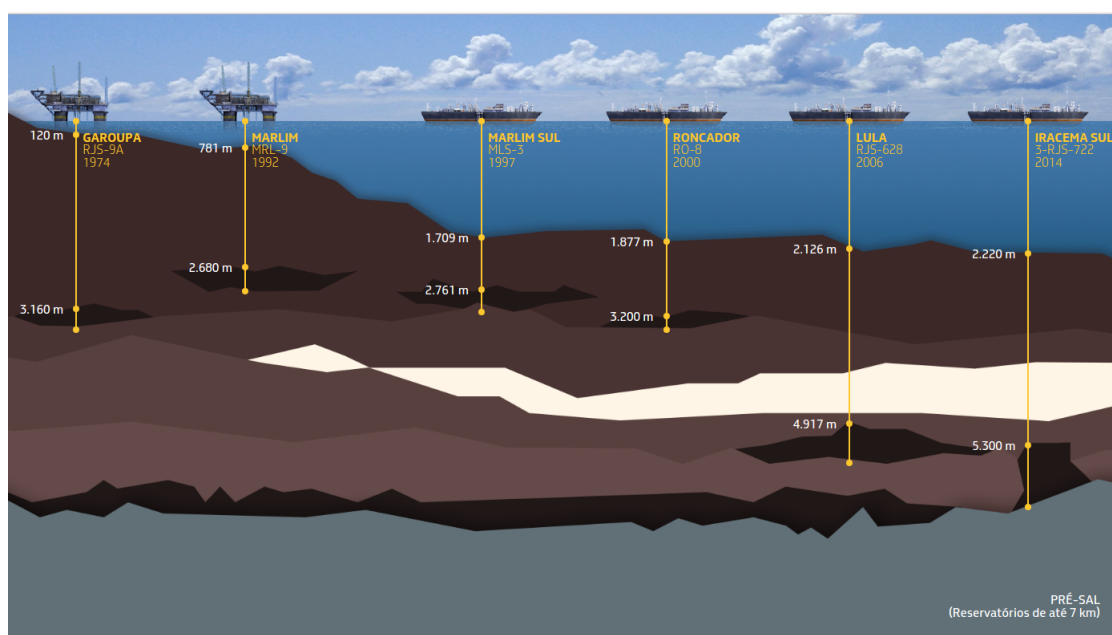 120 m
GAROUPA
RJS-9A
1974
781 m
MARLIM
MRL-9
1992
MARLIM SUL
MLS-3
1997
RONCADOR
RO-8
2000
LULA
RJS-628
2006
IRACEMA SUL
3-RJS-722
2014
1.709 m
1.877 m
2.126 m
2.220 m
2.680 m
2.761 m
3.160 m
3.200 m
4.917 m
5.300 m
PRÉ-SAL
(Reservatórios de até 7 km)